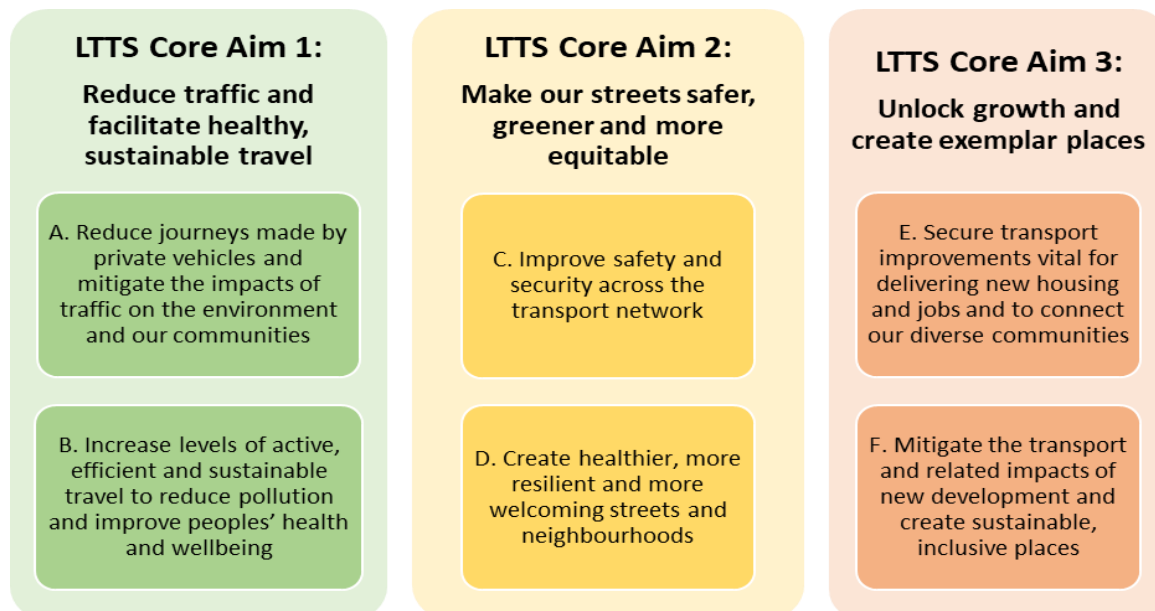 LTTS Core Aim 1:
Reduce traffic and
facilitate healthy,
sustainable travel
A. Reduce journeys made by
private vehicles and
mitigate the impacts of
traffic on the environment
and our communities
B. Increase levels of active,
efficient and sustainable
travel to reduce pollution
and improve peoples’ health
and wellbeing
LTTS Core Aim 2:
Make our streets safer,
greener and more
equitable
C. Improve safety and
security across the
transport network
D. Create healthier, more
resilient and more
welcoming streets and
neighbourhoods
LTTS Core Aim 3:
Unlock growth and
create exemplar places
E. Secure transport
improvements vital for
delivering new housing
and jobs and to connect
our diverse communities
F. Mitigate the transport
and related impacts of
new development and
create sustainable,
inclusive places